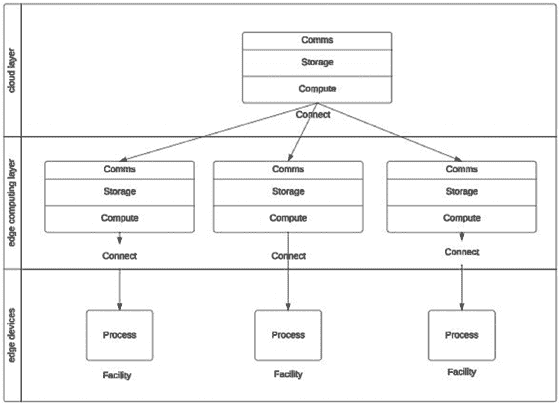 cloud layer
Comms
Storage
Compute
Connect
edge computing layer
Comms
Storage
Compute
Connect
Comms
Storage
Compute
Connect
Comms
Storage
Compute
Connect
edge devices
Process
Facility
Process
Facility
Process
Facility